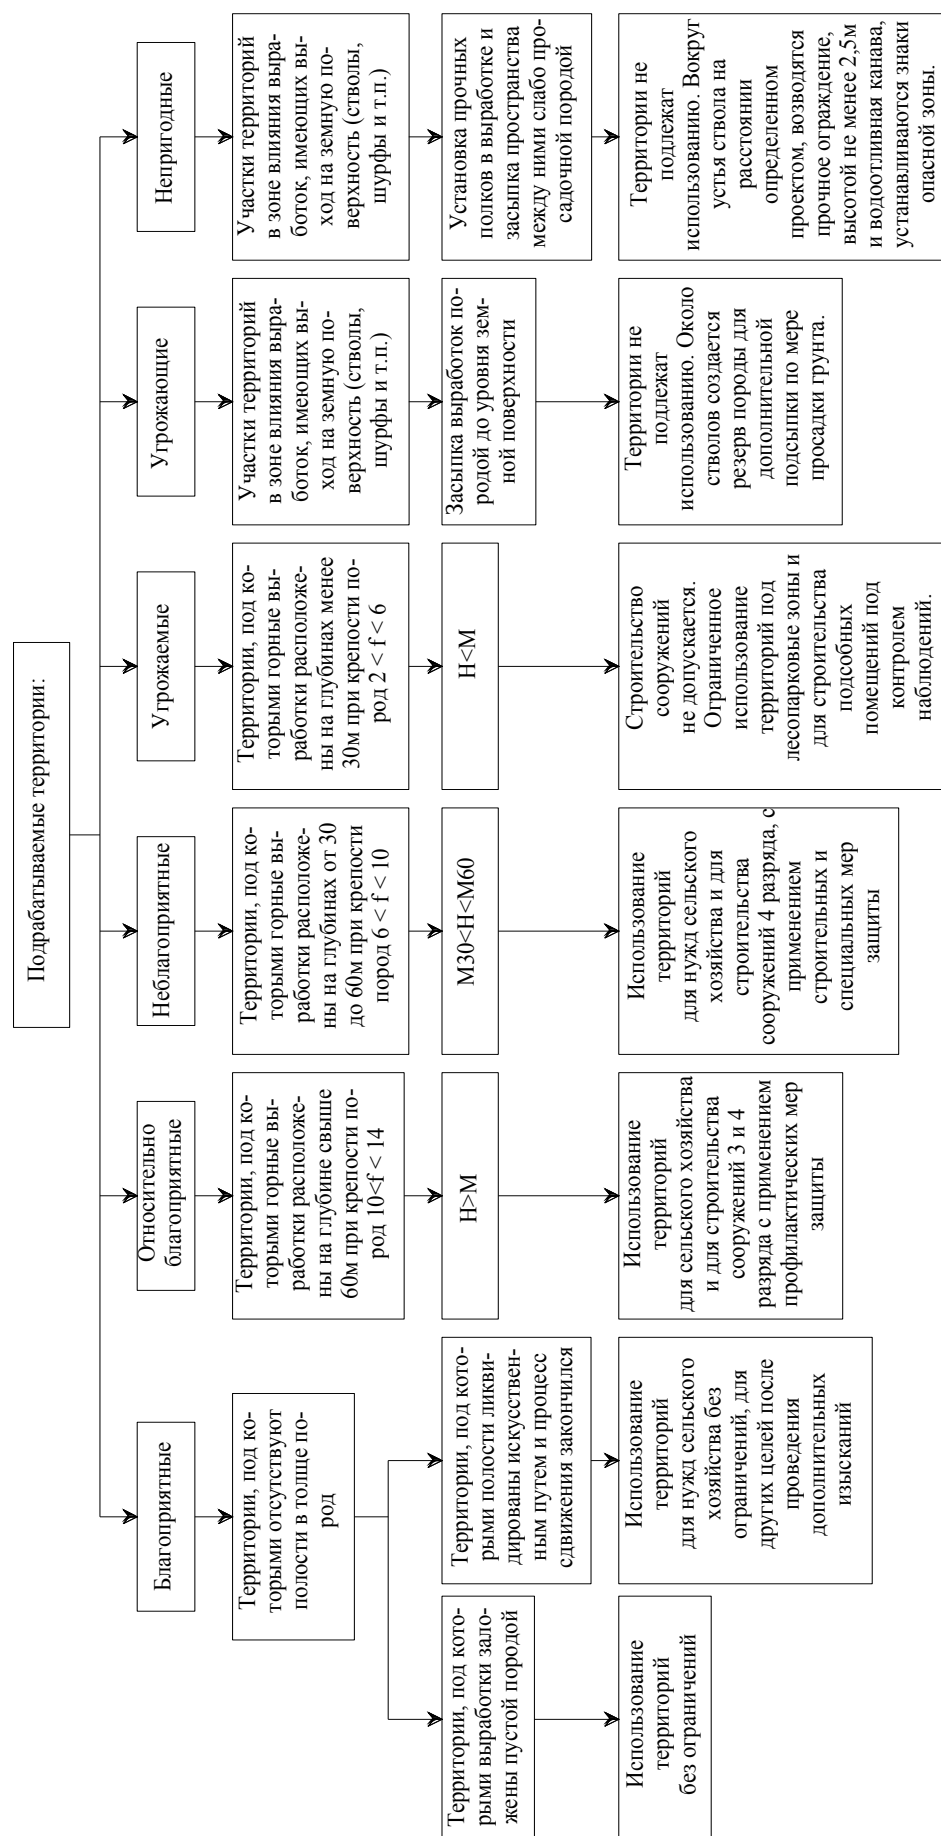 Подрабатываемые территории:
Благоприятные
Относительно
благоприятные
Неблагоприятные
Угрожаемые
Угрожающие
Непригодные
Территории, под ко-
торыми отсутствуют
полости в толще по-
род
Территории, под ко-
торыми горные вы-
работки расположе-
ны на глубине свыше
60м при крепости по-
род 10<f < 14
Территории, под ко-
торыми горные вы-
работки расположе-
ны на глубинах от 30
до 60м при крепости
пород 6 < f < 10
Территории, под ко-
торыми горные вы-
работки расположе-
ны на глубинах менее
30м при крепости по-
род 2 < f < 6
Участки территорий
в зоне влияния выра-
боток, имеющих вы-
ход на земную по-
верхность (стволы,
шурфы и т.п.)
Участки территорий
в зоне влияния выра-
боток, имеющих вы-
ход на земную по-
верхность (стволы,
шурфы и т.п.)
Территории, под кото-
рыми выработки зало-
жены пустой породой
Территории, под кото-
рыми полости ликви-
дированы искусствен-
ным путем и процесс
сдвижения закончился
H>M
M30<H<M60
H<M
Засыпка выработок по-
родой до уровня зем-
ной поверхности
Установка прочных
полков в выработке и
засыпка пространства
между ними слабо про-
садочной породой
Использование
территорий
без ограничений
Использование
территорий
для нужд сельского
хозяйства без
ограничений, для
других целей после
проведения
дополнительных
изысканий
Использование
территорий
для сельского хозяйства
и для строительства
сооружений 3 и 4
разряда с применением
профилактических мер
защиты
Использование
территорий
для нужд сельского
хозяйства и для
строительства
сооружений 4 разряда, с
применением
строительных и
специальных мер
защиты
Строительство
сооружений
не допускается.
Ограниченное
использование
территорий под
лесопарковые зоны и
для строительства
подсобных
помещений под
контролем
наблюдений.
Территории не
подлежат
использованию. Около
стволов создается
резерв породы для
дополнительной
подсыпки по мере
просадки грунта.
Территории не
подлежат
использованию. Вокруг
устья ствола на
расстоянии
определенном
проектом, возводятся
прочное ограждение,
высотой не менее 2,5м
и водоотливная канава,
устанавливаются знаки
опасной зоны.